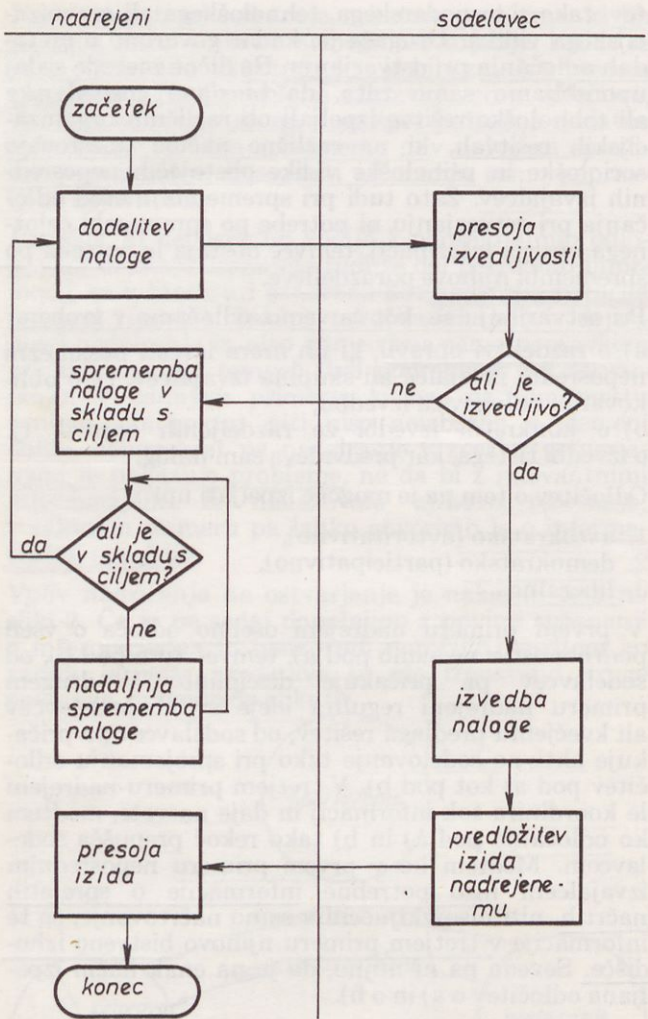 nadrejeni
sodelavec
začetek
dodelitev
naloge
presoja
izvedljivosti
sprememba
naloge v
skladu s
ciljem
ne
ali je
izvedljivo?
da
da
ali je
v skladu s
ciljem?
ne
nadaljnja
sprememba
naloge
izvedba
naloge
presoja
izida
predložitev
izida
nadrejene-
mu
konec